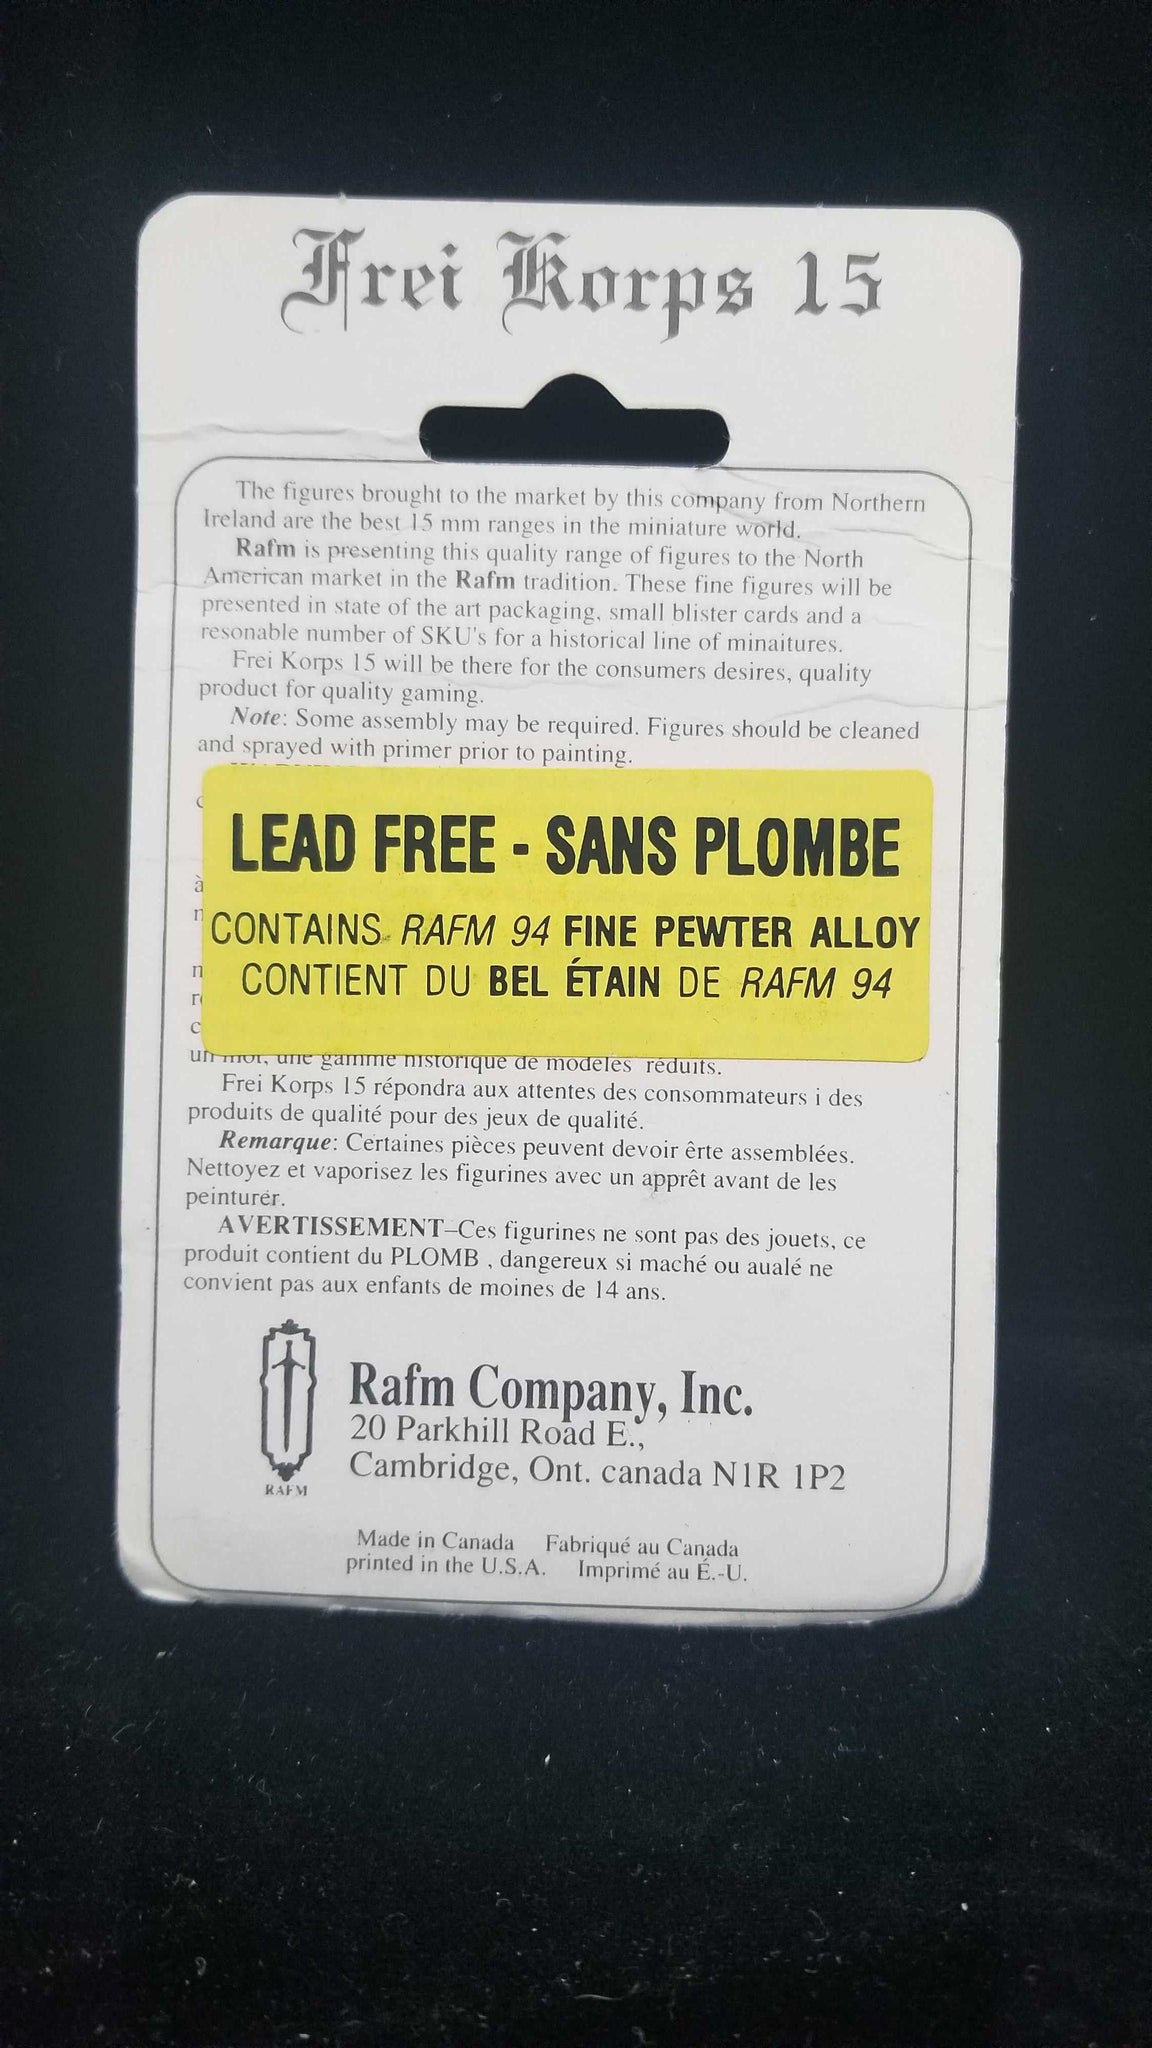 Frei Korps 15
The figures brought to the market by this company from Northern
Ireland are the best 15 mm ranges in the miniature world.
Rafm is presenting this quality range of figures to the North
American market in the Rafm tradition. These fine figures will be
presented in state of the art packaging, small blister cards and a
resonable number of SKU's for a historical line of minaitures.
Frei Korps 15 will be there for the consumers desires, quality
product for quality gaming.
Note: Some assembly may be required. Figures should be cleaned
and sprayed with primer prior to painting.
LEAD FREE - SANS PLOMBE
CONTAINS RAFM 94 FINE PEWTER ALLOY
CONTIENT DU BEL ÉTAIN DE RAFM 94
un mot, une gamme historique de modeles réduits.
Frei Korps 15 répondra aux attentes des consommateurs i des
produits de qualité pour des jeux de qualité.
Remarque: Certaines pièces peuvent devoir êrte assemblées.
Nettoyez et vaporisez les figurines avec un apprêt avant de les
peinturer.
AVERTISSEMENT–Ces figurines ne sont pas des jouets, ce
produit contient du PLOMB , dangereux si maché ou aualé ne
convient pas aux enfants de moines de 14 ans.
RAFM
Rafm Company, Inc.
20 Parkhill Road E.,
Cambridge, Ont. canada N1R 1P2
Made in Canada Fabriqué au Canada
printed in the U.S.A. Imprimé au É.-U.